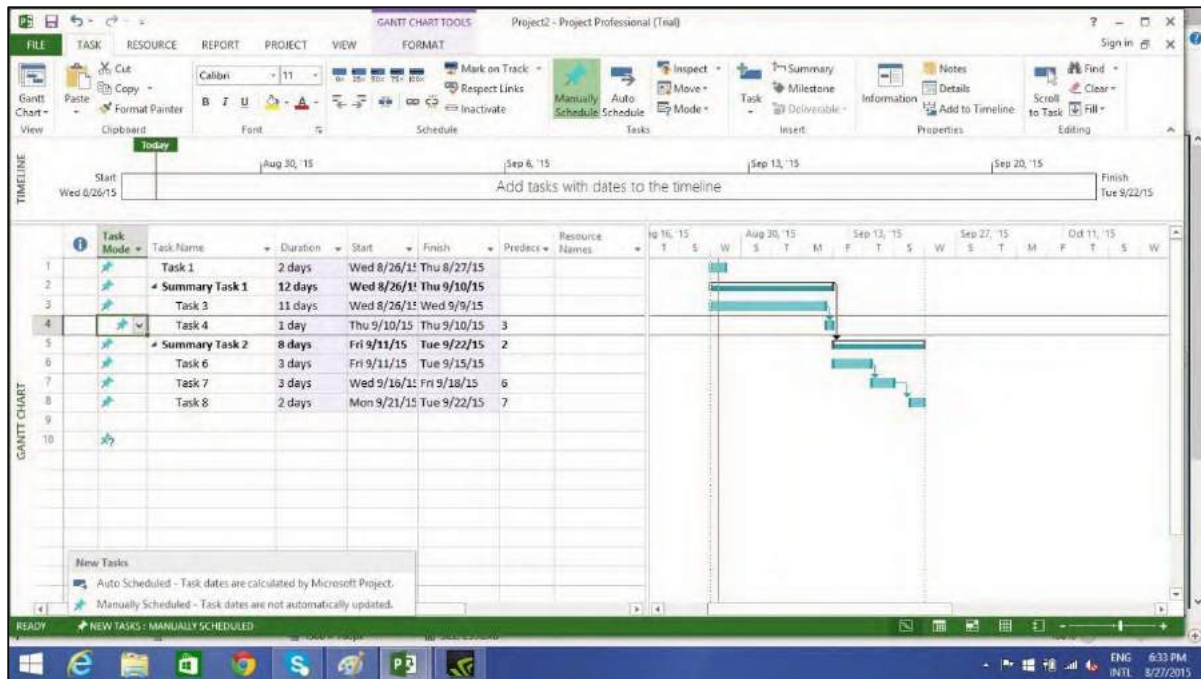 GANTT CHART TOOLS Project2 - Project Professional (Trial) ?
FILE TASK RESOURCE REPORT PROJECT VIEW FORMAT Sign in
Gantt Chart
View
Paste
Cut
Copy
Format Painter
Clipboard
Calibri 11
B I U A
Font
0x 25x 50x 75x 100x
Mark on Track
Respect Links
Inactivate
Schedule
Manually Schedule
Auto Schedule
Inspect
Move
Mode
Tasks
Task
Summary
Milestone
Deliverable
Insert
Information
Notes
Details
Add to Timeline
Properties
Scroll to Task
Find
Clear
Fill
Editing
TIMELINE
Today
Aug 30, '15 Sep 6, '15 Sep 13, '15 Sep 20, '15
Start
Wed 8/26/15
Add tasks with dates to the timeline
Finish
Tue 9/22/15
GANTT CHART
Task Mode Task Name Duration Start Finish Predece Resource Names
ug 16, '15 Aug 30, '15 Sep 13, '15 Sep 27, '15 Oct 11, '15
T S W S T M F T S W S T M F T S W
1 Task 1 2 days Wed 8/26/1 Thu 8/27/15
2 Summary Task 1 12 days Wed 8/26/1 Thu 9/10/15
3 Task 3 11 days Wed 8/26/1 Wed 9/9/15
4 Task 4 1 day Thu 9/10/15 Thu 9/10/15 3
5 Summary Task 2 8 days Fri 9/11/15 Tue 9/22/15 2
6 Task 6 3 days Fri 9/11/15 Tue 9/15/15
7 Task 7 3 days Wed 9/16/1 Fri 9/18/15 6
8 Task 8 2 days Mon 9/21/15 Tue 9/22/15 7
9
10
New Tasks
Auto Scheduled - Task dates are calculated by Microsoft Project.
Manually Scheduled - Task dates are not automatically updated.
READY NEW TASKS : MANUALLY SCHEDULED
ENG 6:33 PM
INTL 8/27/2015